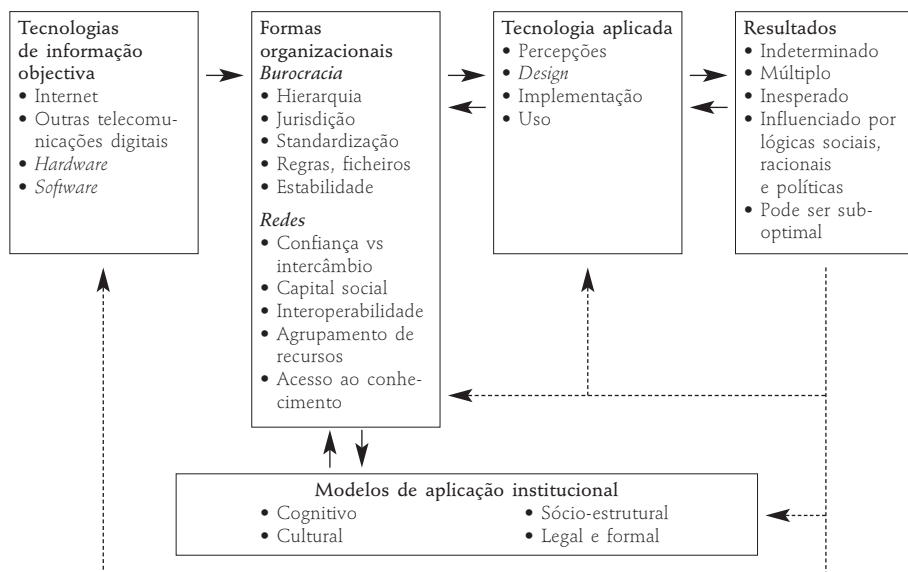 Tecnologias
de informação
objectiva
• Internet
• Outras telecomu-
nicações digitais
• Hardware
• Software
Formas
organizacionais
Burocracia
• Hierarquia
• Jurisdição
• Standardização
• Regras, ficheiros
• Estabilidade
Redes
• Confiança vs
intercâmbio
• Capital social
• Interoperabilidade
• Agrupamento de
recursos
• Acesso ao conhe-
cimento
Tecnologia aplicada
• Percepções
• Design
• Implementação
• Uso
Resultados
• Indeterminado
• Múltiplo
• Inesperado
• Influenciado por
lógicas sociais,
racionais
e políticas
• Pode ser sub-
optimal
Modelos de aplicação institucional
• Cognitivo
• Cultural
• Sócio-estrutural
• Legal e formal